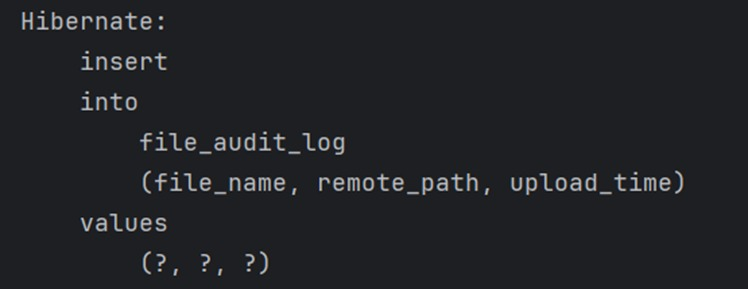 Hibernate:
insert
into
file_audit_log
(file_name, remote_path, upload_time)
values
(?, ?, ?)